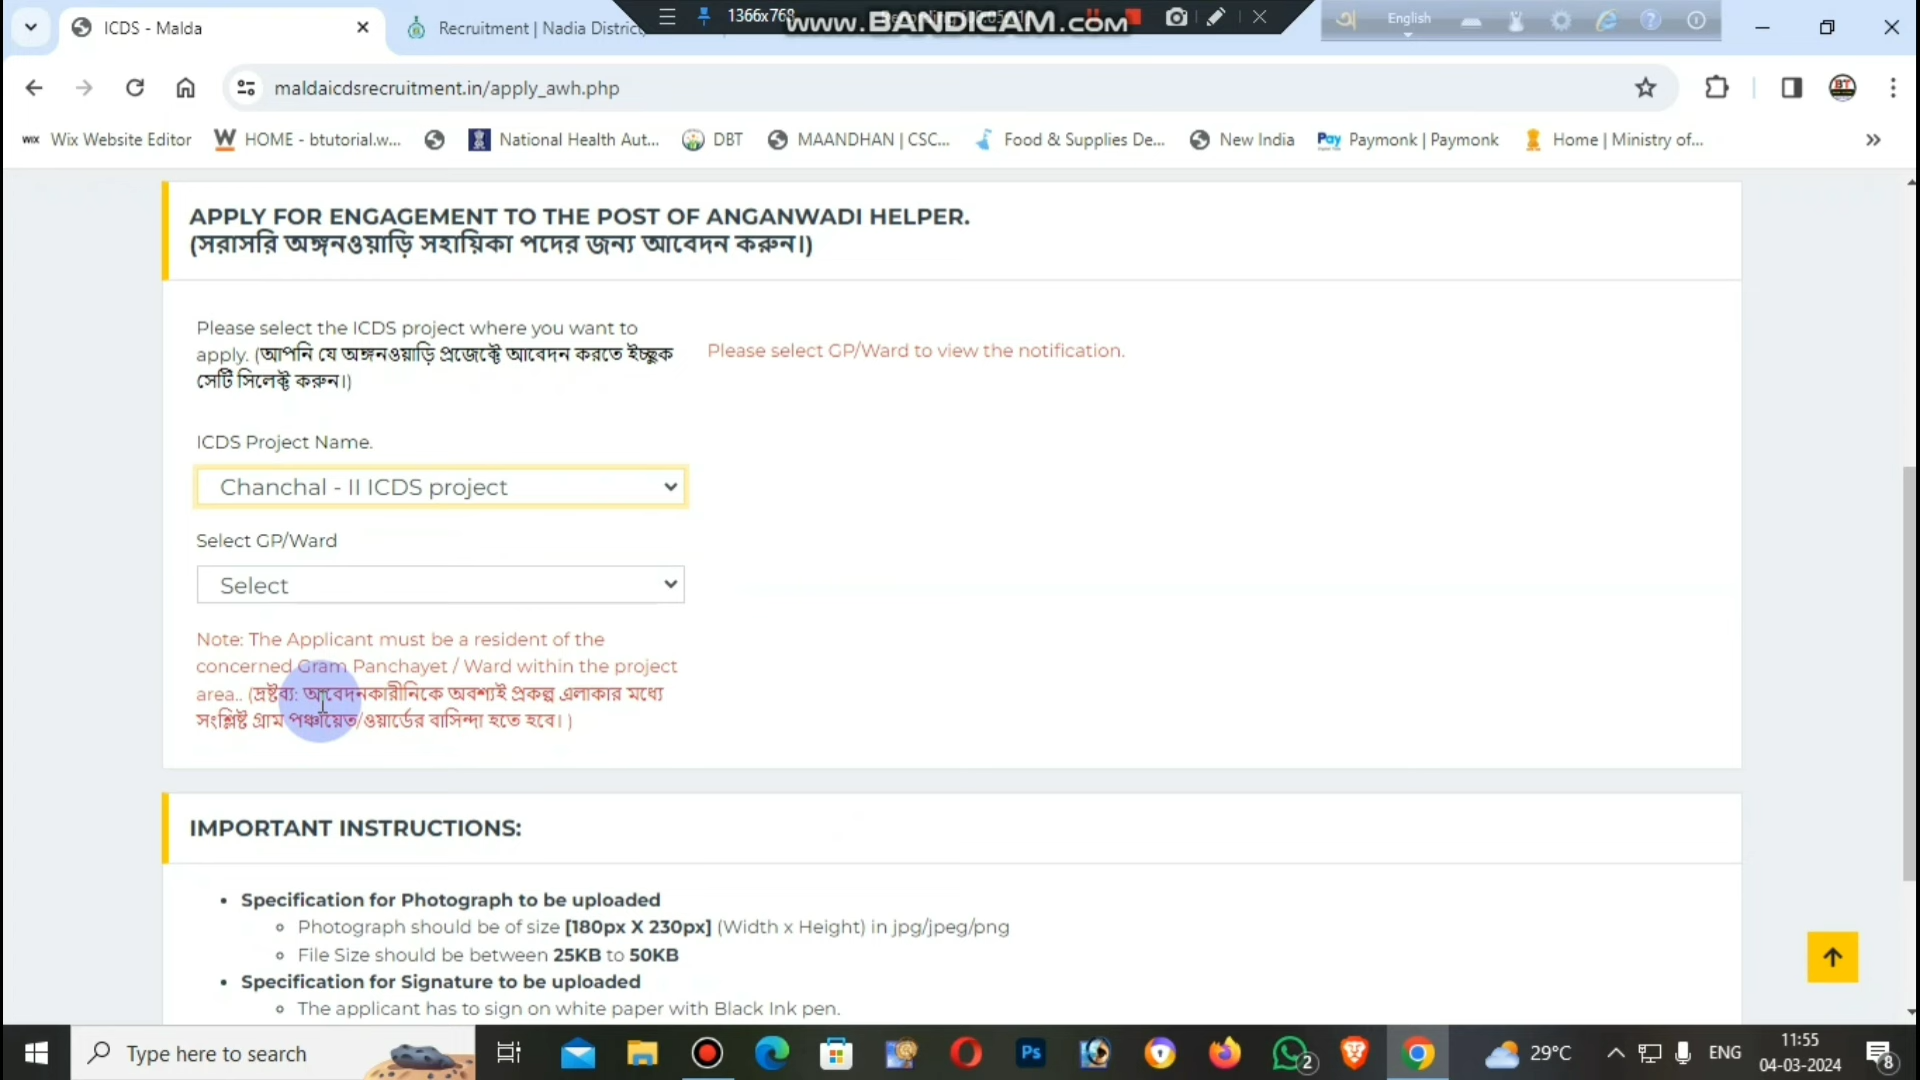 ICDS - Malda
Recruitment | Nadia District
1366x768
www.BANDICAM.com
English
maldaicdsrecruitment.in/apply_awh.php
Wix Website Editor
HOME - btutorial.w...
National Health Aut...
DBT
MAANDHAN | CSC...
Food & Supplies De...
New India
Pay Paymonk | Paymonk
Home | Ministry of...
APPLY FOR ENGAGEMENT TO THE POST OF ANGANWADI HELPER.
(সরাসরি অঙ্গনওয়াড়ি সহায়িকা পদের জন্য আবেদন করুন।)
Please select the ICDS project where you want to
apply. (আপনি যে অঙ্গনওয়াড়ি প্রজেক্টে আবেদন করতে ইচ্ছুক
সেটি সিলেক্ট করুন।)
Please select GP/Ward to view the notification.
ICDS Project Name.
Chanchal - II ICDS project
Select GP/Ward
Select
Note: The Applicant must be a resident of the
concerned Gram Panchayet / Ward within the project
area.. (দ্রষ্টব্য: আবেদনকারীনিকে অবশ্যই প্রকল্প এলাকার মধ্যে
সংশ্লিষ্ট গ্রাম পঞ্চায়েত/ওয়ার্ডের বাসিন্দা হতে হবে। )
IMPORTANT INSTRUCTIONS:
• Specification for Photograph to be uploaded
Photograph should be of size [180px X 230px] (Width x Height) in jpg/jpeg/png
File Size should be between 25KB to 50KB
• Specification for Signature to be uploaded
The applicant has to sign on white paper with Black Ink pen.
Type here to search
Ps
2
29°C
ENG
11:55
04-03-2024
8